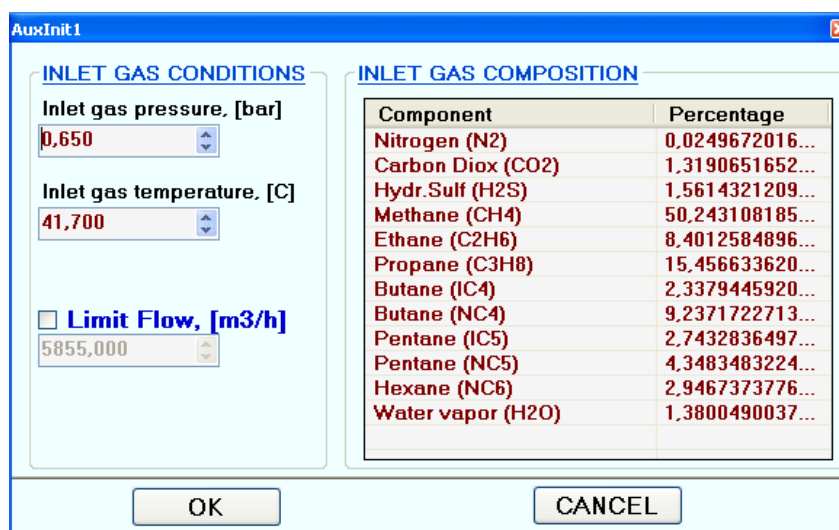 AuxInit1
INLET GAS CONDITIONS
Inlet gas pressure, [bar]
0,650
Inlet gas temperature, [C]
41,700
Limit Flow, [m3/h]
5855,000
INLET GAS COMPOSITION
Component Percentage
Nitrogen (N2) 0,0249672016...
Carbon Diox (CO2) 1,3190651652...
Hydr.Sulf (H2S) 1,5614321209...
Methane (CH4) 50,243108185...
Ethane (C2H6) 8,4012584896...
Propane (C3H8) 15,456633620...
Butane (IC4) 2,3379445920...
Butane (NC4) 9,2371722713...
Pentane (IC5) 2,7432836497...
Pentane (NC5) 4,3483483224...
Hexane (NC6) 2,9467373776...
Water vapor (H2O) 1,3800490037...
OK CANCEL